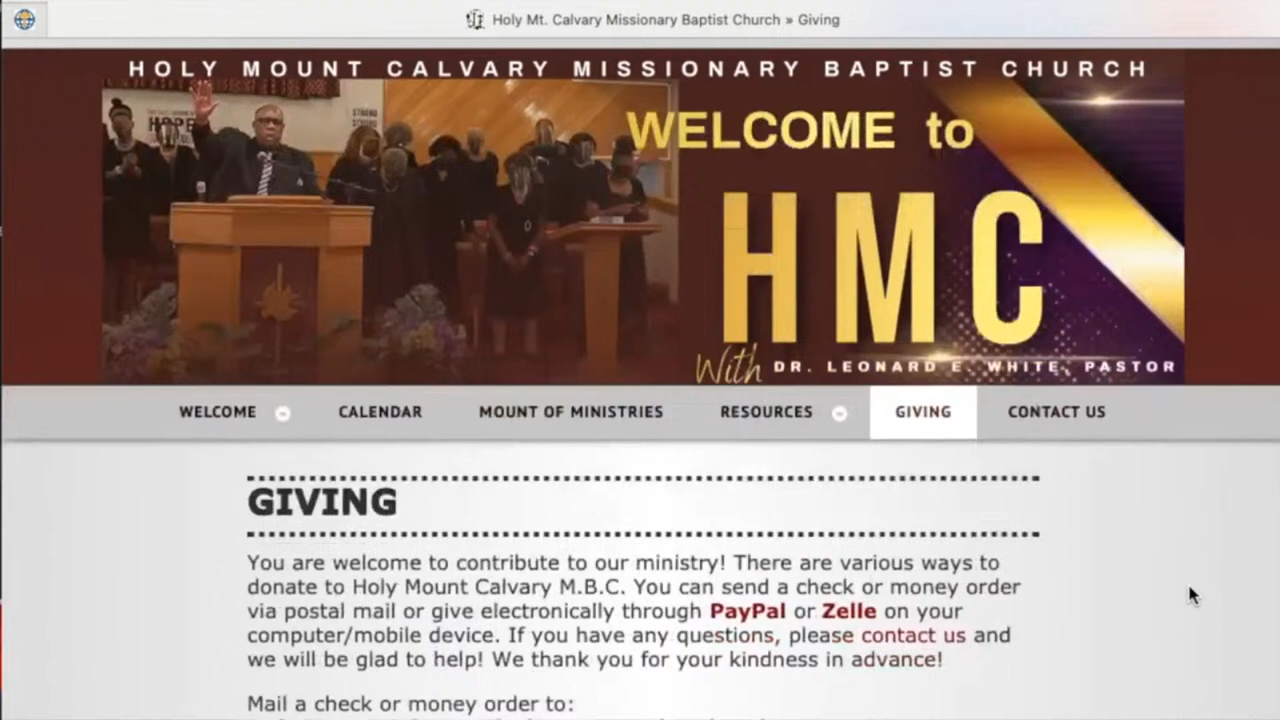 Holy Mt. Calvary Missionary Baptist Church » Giving
HOLY MOUNT CALVARY MISSIONARY BAPTIST CHURCH
HOPE
STRONG
WELCOME to
HMC
With DR. LEONARD E. WHITE, PASTOR
WELCOME CALENDAR MOUNT OF MINISTRIES RESOURCES GIVING CONTACT US
GIVING
You are welcome to contribute to our ministry! There are various ways to
donate to Holy Mount Calvary M.B.C. You can send a check or money order
via postal mail or give electronically through PayPal or Zelle on your
computer/mobile device. If you have any questions, please contact us and
we will be glad to help! We thank you for your kindness in advance!
Mail a check or money order to: